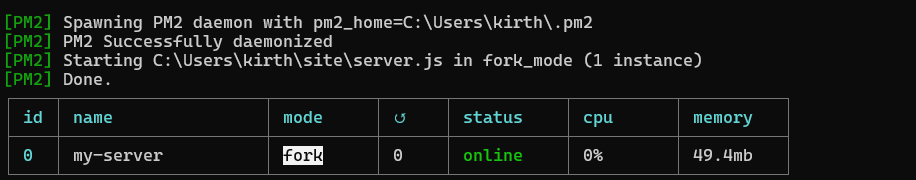 [PM2] Spawning PM2 daemon with pm2_home=C:\Users\kirth\.pm2
[PM2] PM2 Successfully daemonized
[PM2] Starting C:\Users\kirth\site\server.js in fork_mode (1 instance)
[PM2] Done.
id name mode ↺ status cpu memory
0 my-server fork 0 online 0% 49.4mb